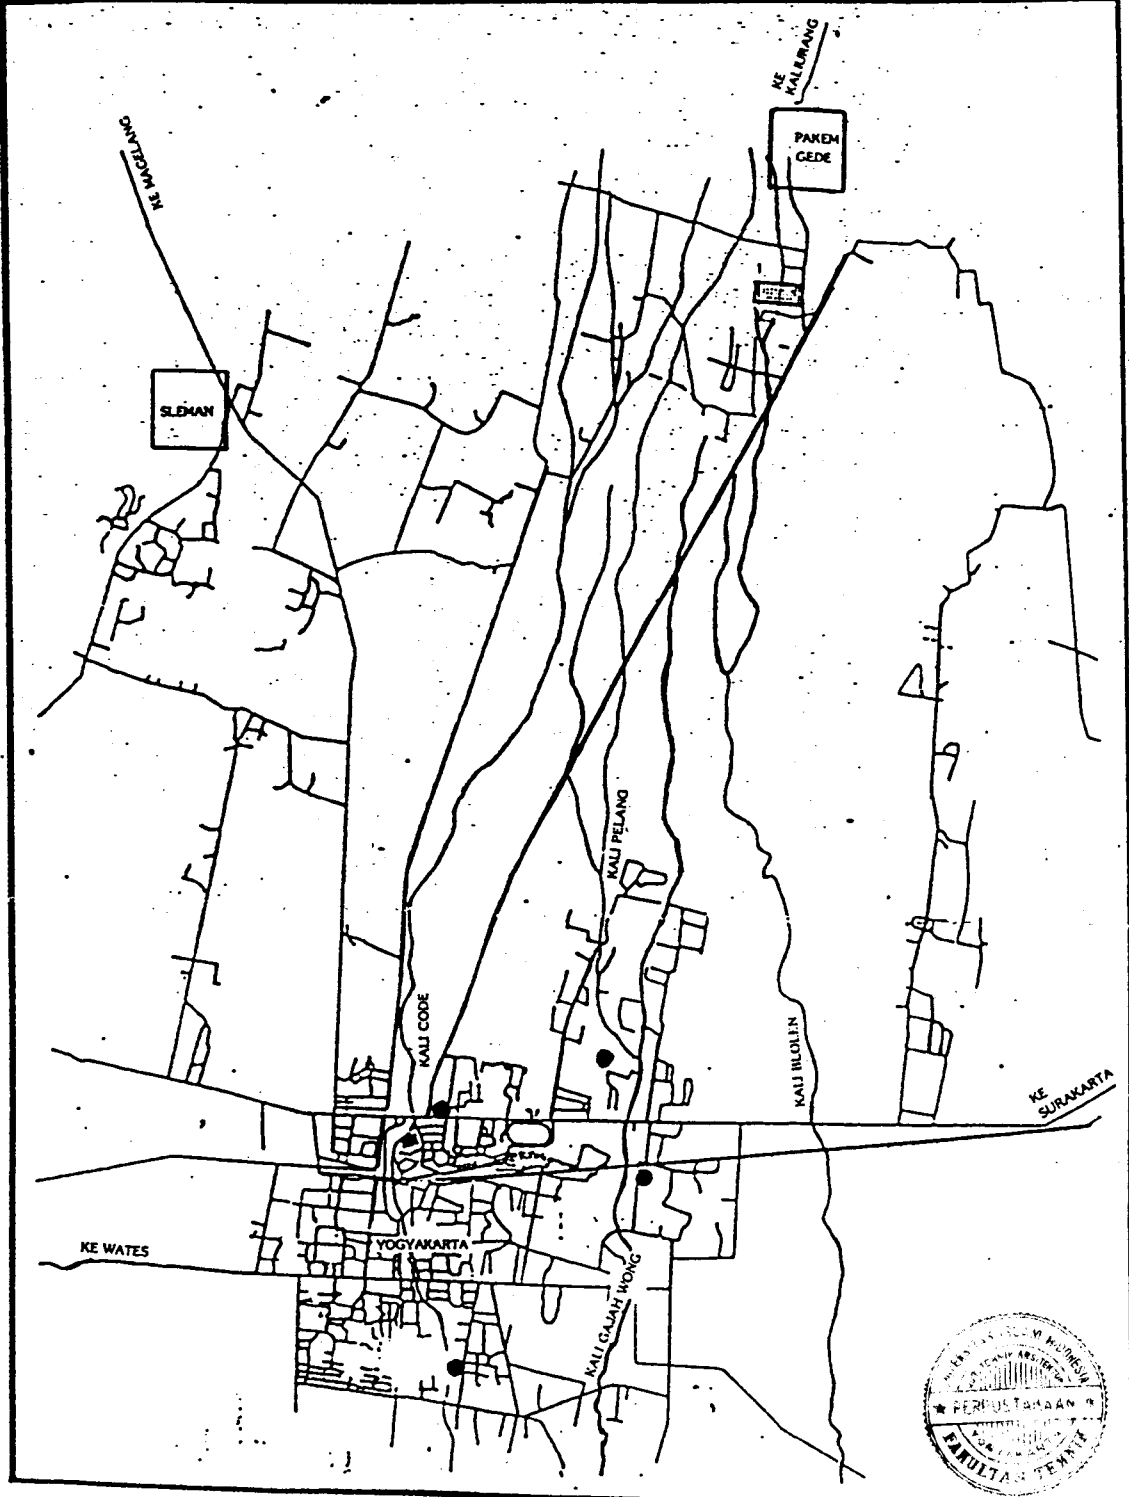 KE
KALIURANG
PAKEM
GEDE
KE MAGELANG
SLEMAN
KALI PELANG
KALI CODE
KALI BLOLEN
KE
SURAKARTA
YOGYAKARTA
KE WATES
KALI GAJAH WONG
PERPUSTAKAAN
FAKULTAS TEKNIK